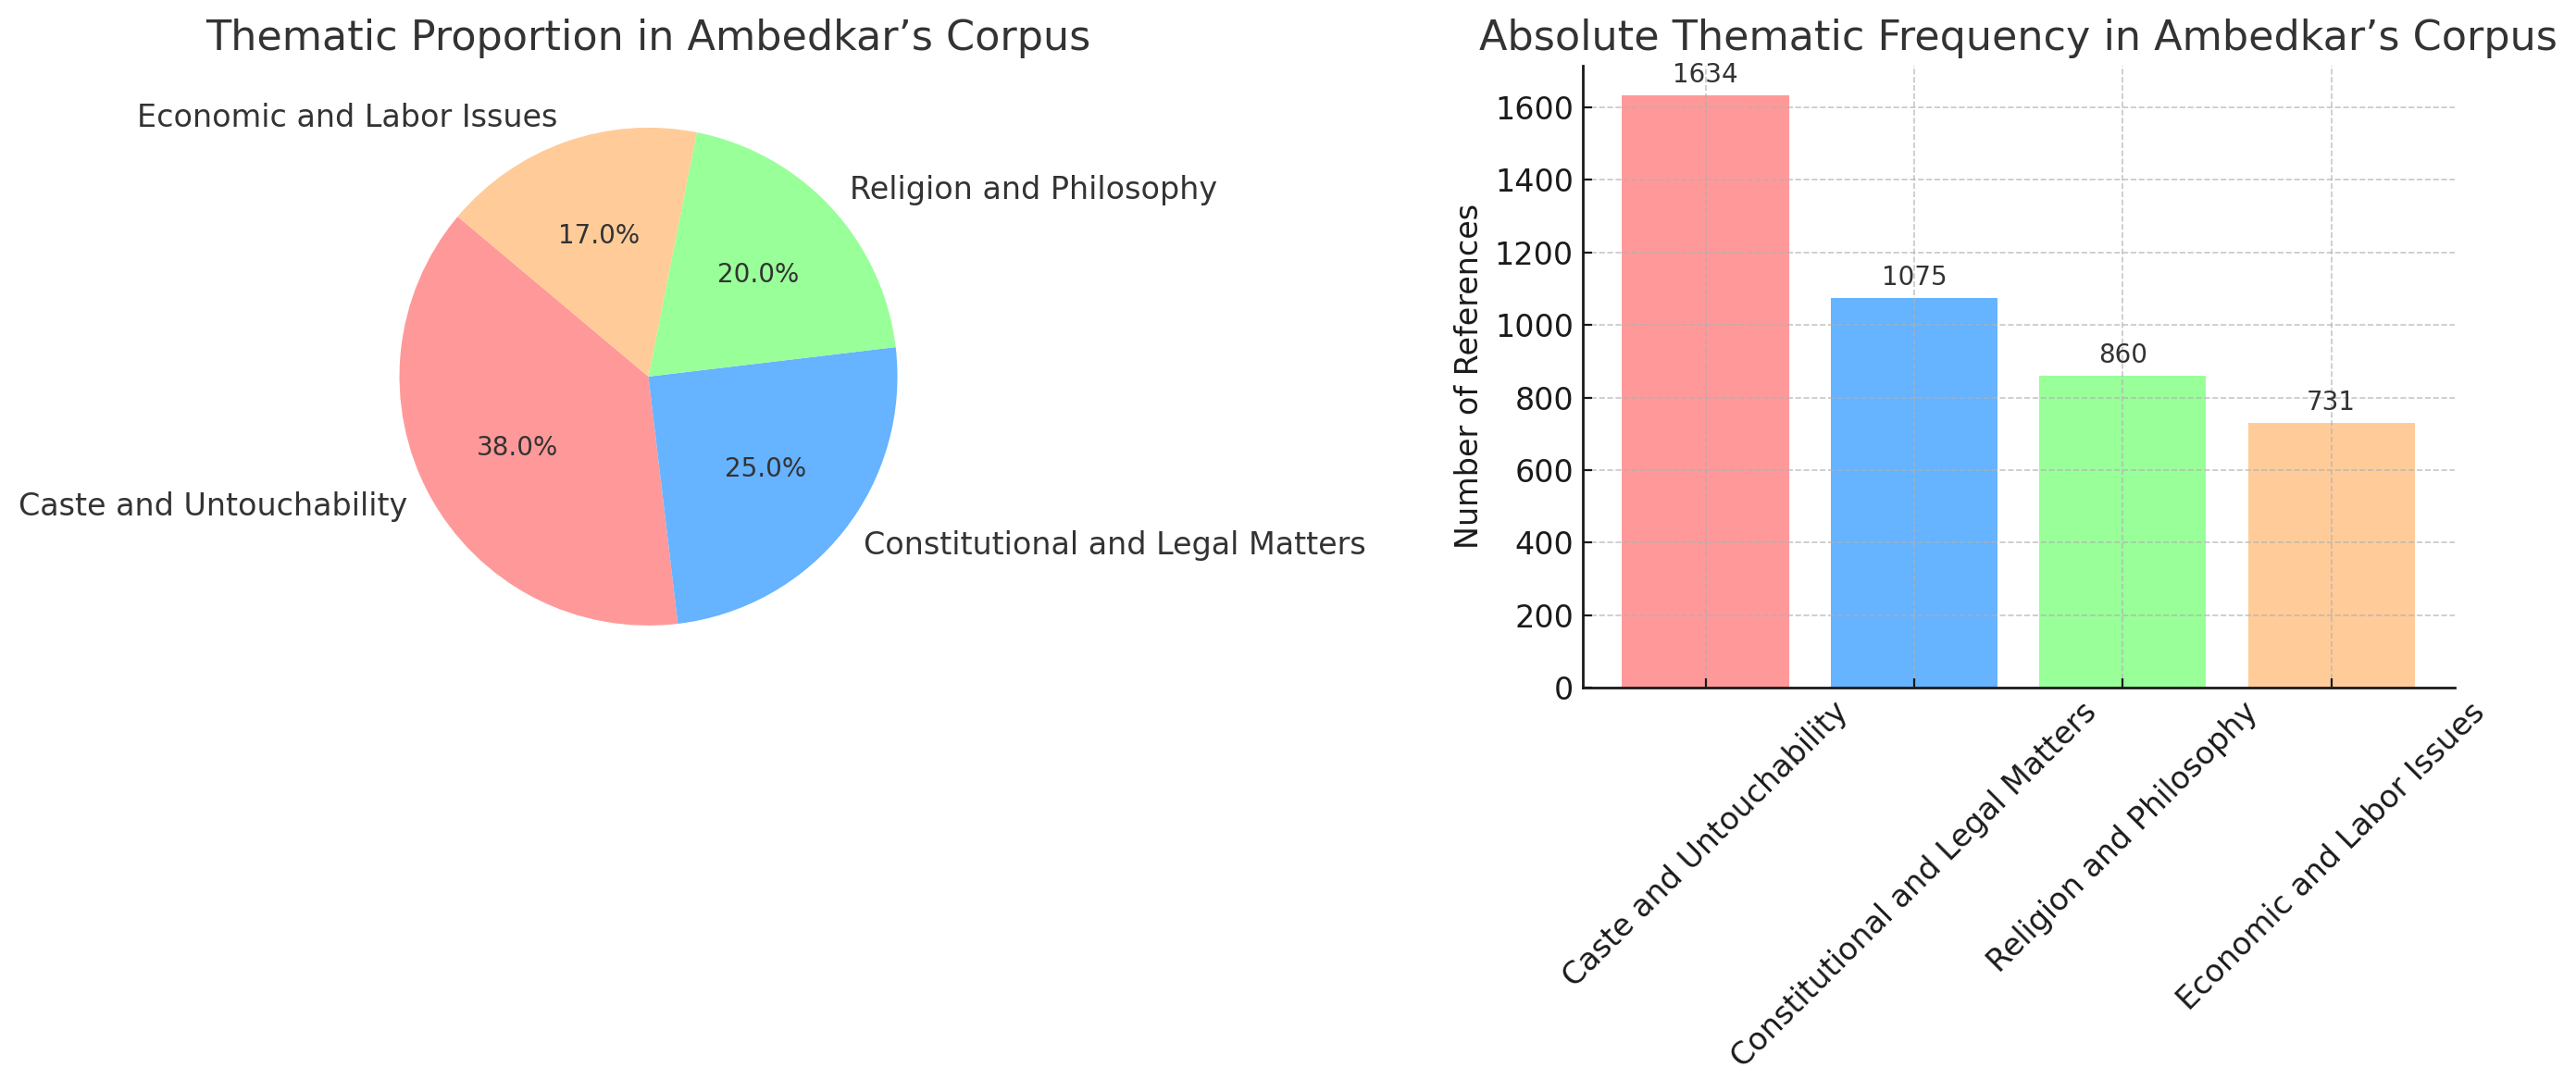 Thematic Proportion in Ambedkar’s Corpus
Economic and Labor Issues
Religion and Philosophy
17.0%
20.0%
38.0%
25.0%
Caste and Untouchability
Constitutional and Legal Matters
Absolute Thematic Frequency in Ambedkar’s Corpus
Number of References
1600
1400
1200
1000
800
600
400
200
0
1634
1075
860
731
Caste and Untouchability
Constitutional and Legal Matters
Religion and Philosophy
Economic and Labor Issues